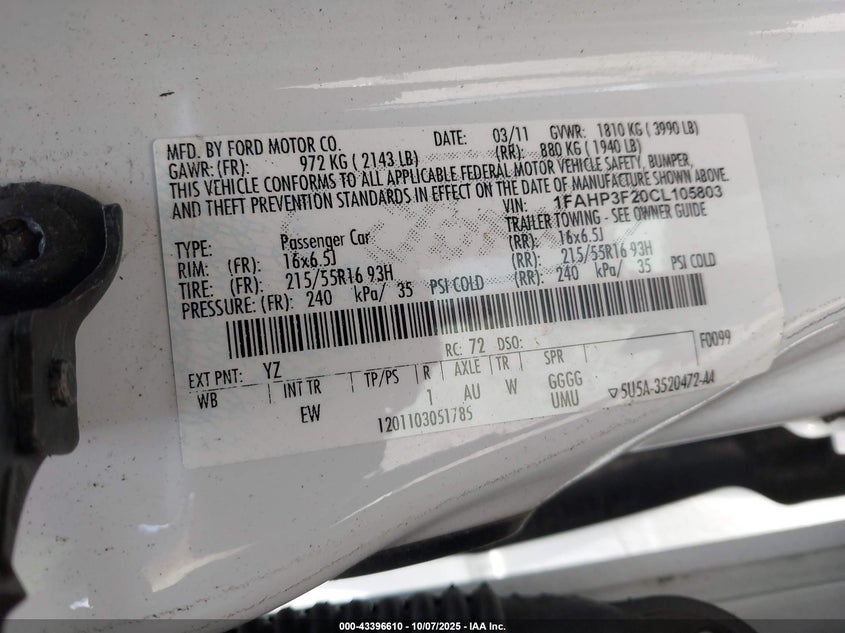 MFD. BY FORD MOTOR CO. DATE: 03/11 GVWR: 1810 KG ( 3990 LB)
GAWR: (FR): 972 KG ( 2143 LB) (RR): 880 KG ( 1940 LB)
THIS VEHICLE CONFORMS TO ALL APPLICABLE FEDERAL MOTOR VEHICLE SAFETY, BUMPER,
AND THEFT PREVENTION STANDARDS IN EFFECT ON THE DATE OF MANUFACTURE SHOWN ABOVE.
VIN: 1FAHP3F20CL105803
TYPE: Passenger Car TRAILER TOWING - SEE OWNER GUIDE
RIM: (FR): 16x6.5J (RR): 16x6.5J
TIRE: (FR): 215/55R16 93H (RR): 215/55R16 93H
PRESSURE: (FR): 240 kPa/ 35 PSI COLD (RR): 240 kPa/ 35 PSI COLD
RC: 72 DSO: F0099
EXT PNT: YZ
WB INT TR TP/PS R AXLE TR SPR
EW 1 AU W GGGG
UMU
1201103051785 5U5A-3520472-AA
000-43396610 - 10/07/2025 - IAA Inc.